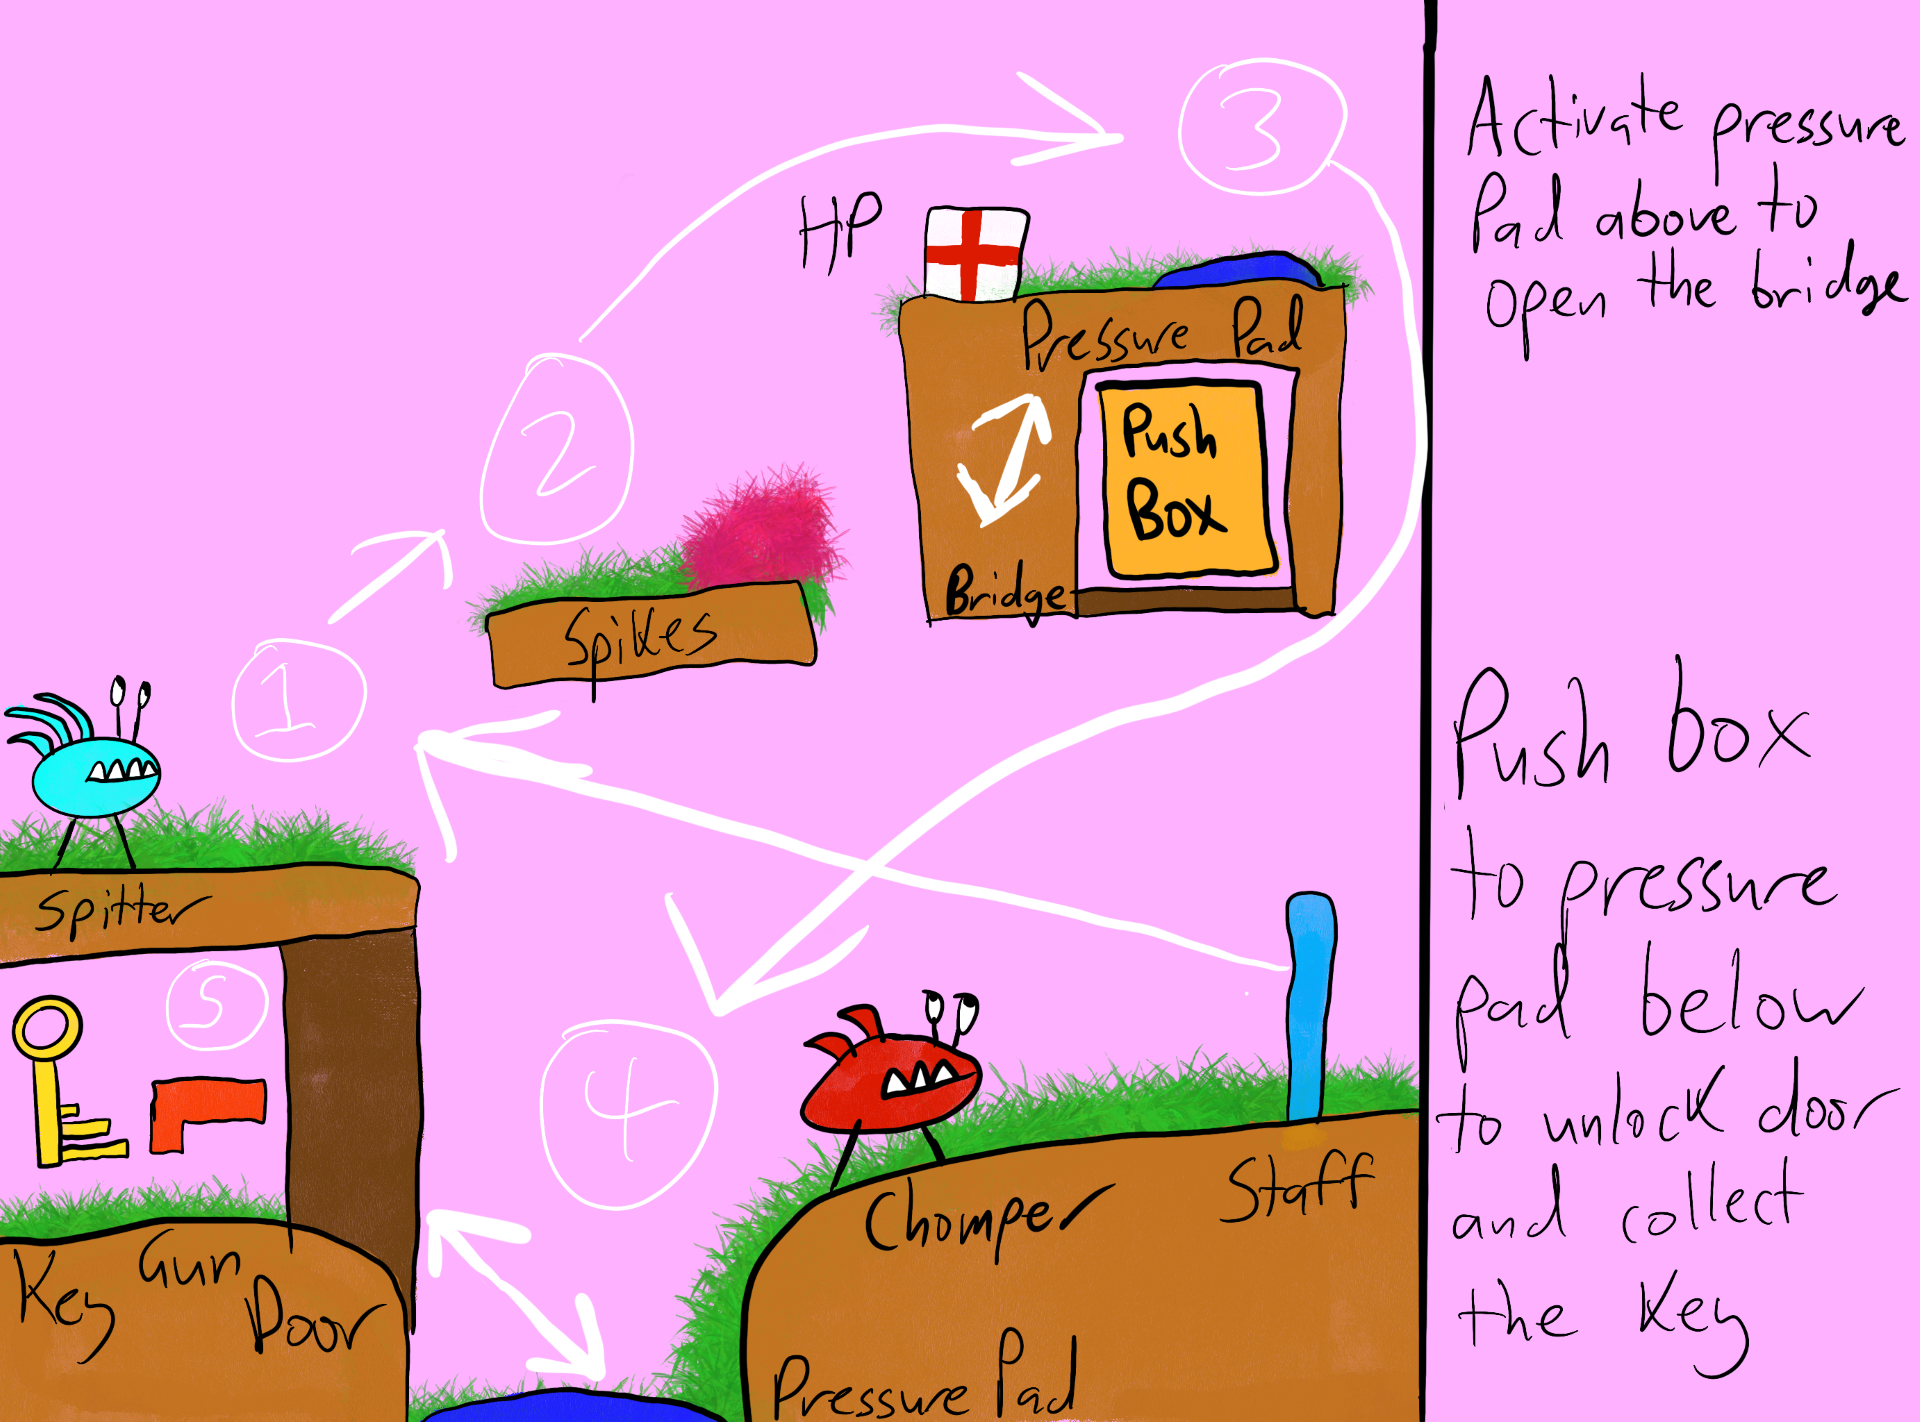 3
HP
Pressure Pad
Push
Box
Bridge
2
Spikes
1
Spitter
5
4
Key Gun
Door
Chomper
Staff
Pressure Pad
Activate pressure
Pad above to
open the bridge
Push box
to pressure
pad below
to unlock door
and collect
the Key